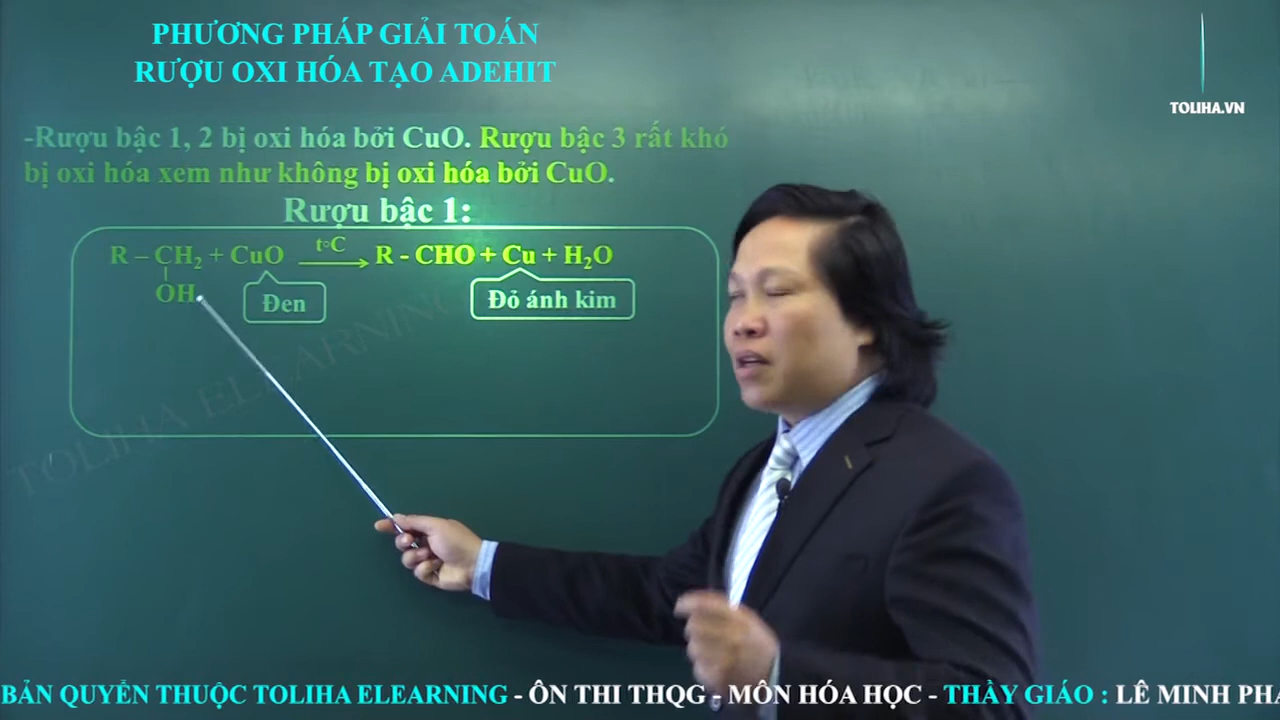 PHƯƠNG PHÁP GIẢI TOÁN
RƯỢU OXI HÓA TẠO ADEHIT
TOLIHA.VN
-Rượu bậc 1, 2 bị oxi hóa bởi CuO. Rượu bậc 3 rất khó
bị oxi hóa xem như không bị oxi hóa bởi CuO.
Rượu bậc 1:
R – CH₂ + CuO t°C → R - CHO + Cu + H₂O
OH
Đen
Đỏ ánh kim
TOLIHA ELEARNING
BẢN QUYỀN THUỘC TOLIHA ELEARNING - ÔN THI THQG - MÔN HÓA HỌC - THẦY GIÁO : LÊ MINH PHA